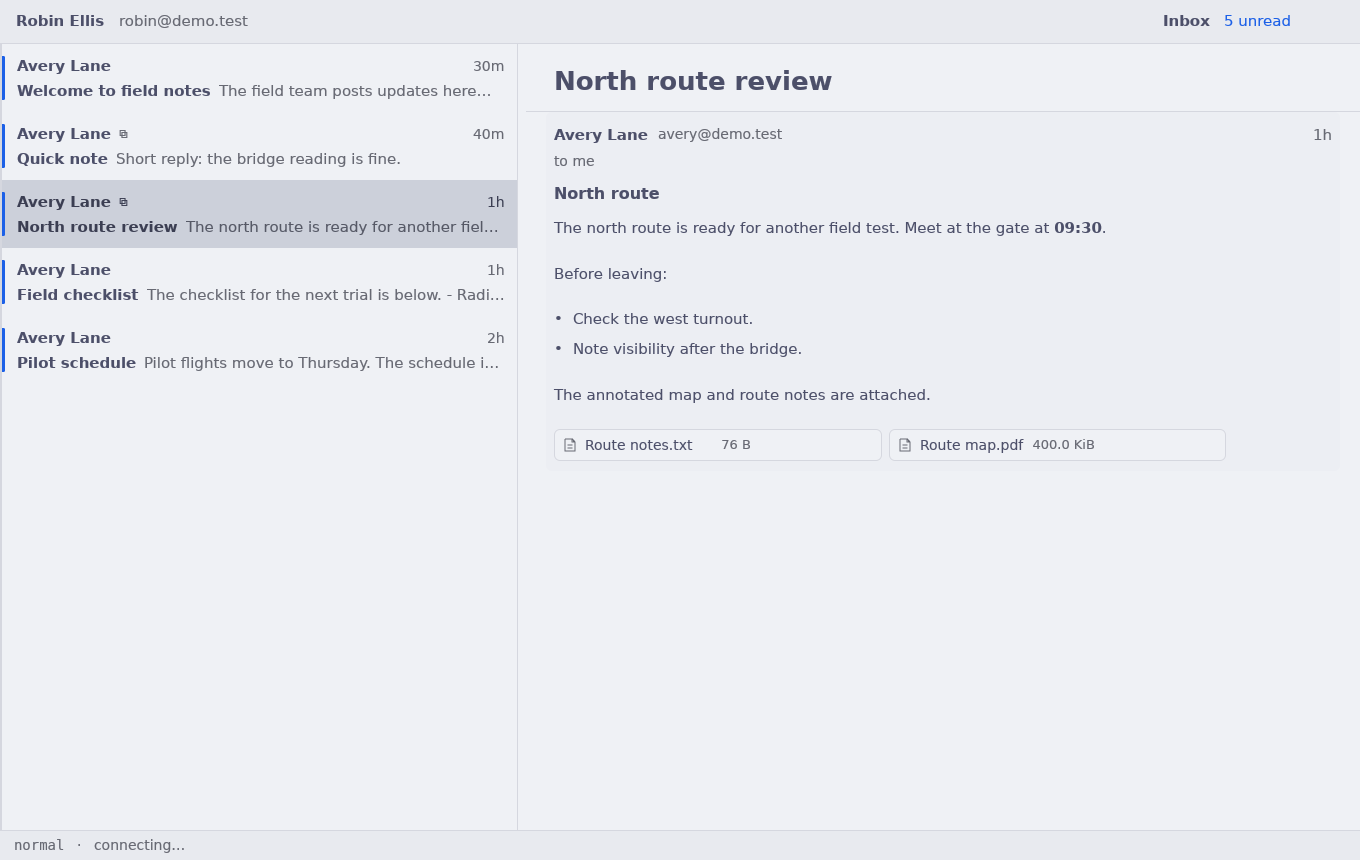 Robin Ellis robin@demo.test
Inbox 5 unread
Avery Lane 30m
Welcome to field notes The field team posts updates here...
Avery Lane 40m
Quick note Short reply: the bridge reading is fine.
Avery Lane 1h
North route review The north route is ready for another fiel...
Avery Lane 1h
Field checklist The checklist for the next trial is below. - Radi...
Avery Lane 2h
Pilot schedule Pilot flights move to Thursday. The schedule i...
North route review
Avery Lane avery@demo.test 1h
to me
North route
The north route is ready for another field test. Meet at the gate at 09:30.
Before leaving:
• Check the west turnout.
• Note visibility after the bridge.
The annotated map and route notes are attached.
Route notes.txt 76 B
Route map.pdf 400.0 KiB
normal · connecting...